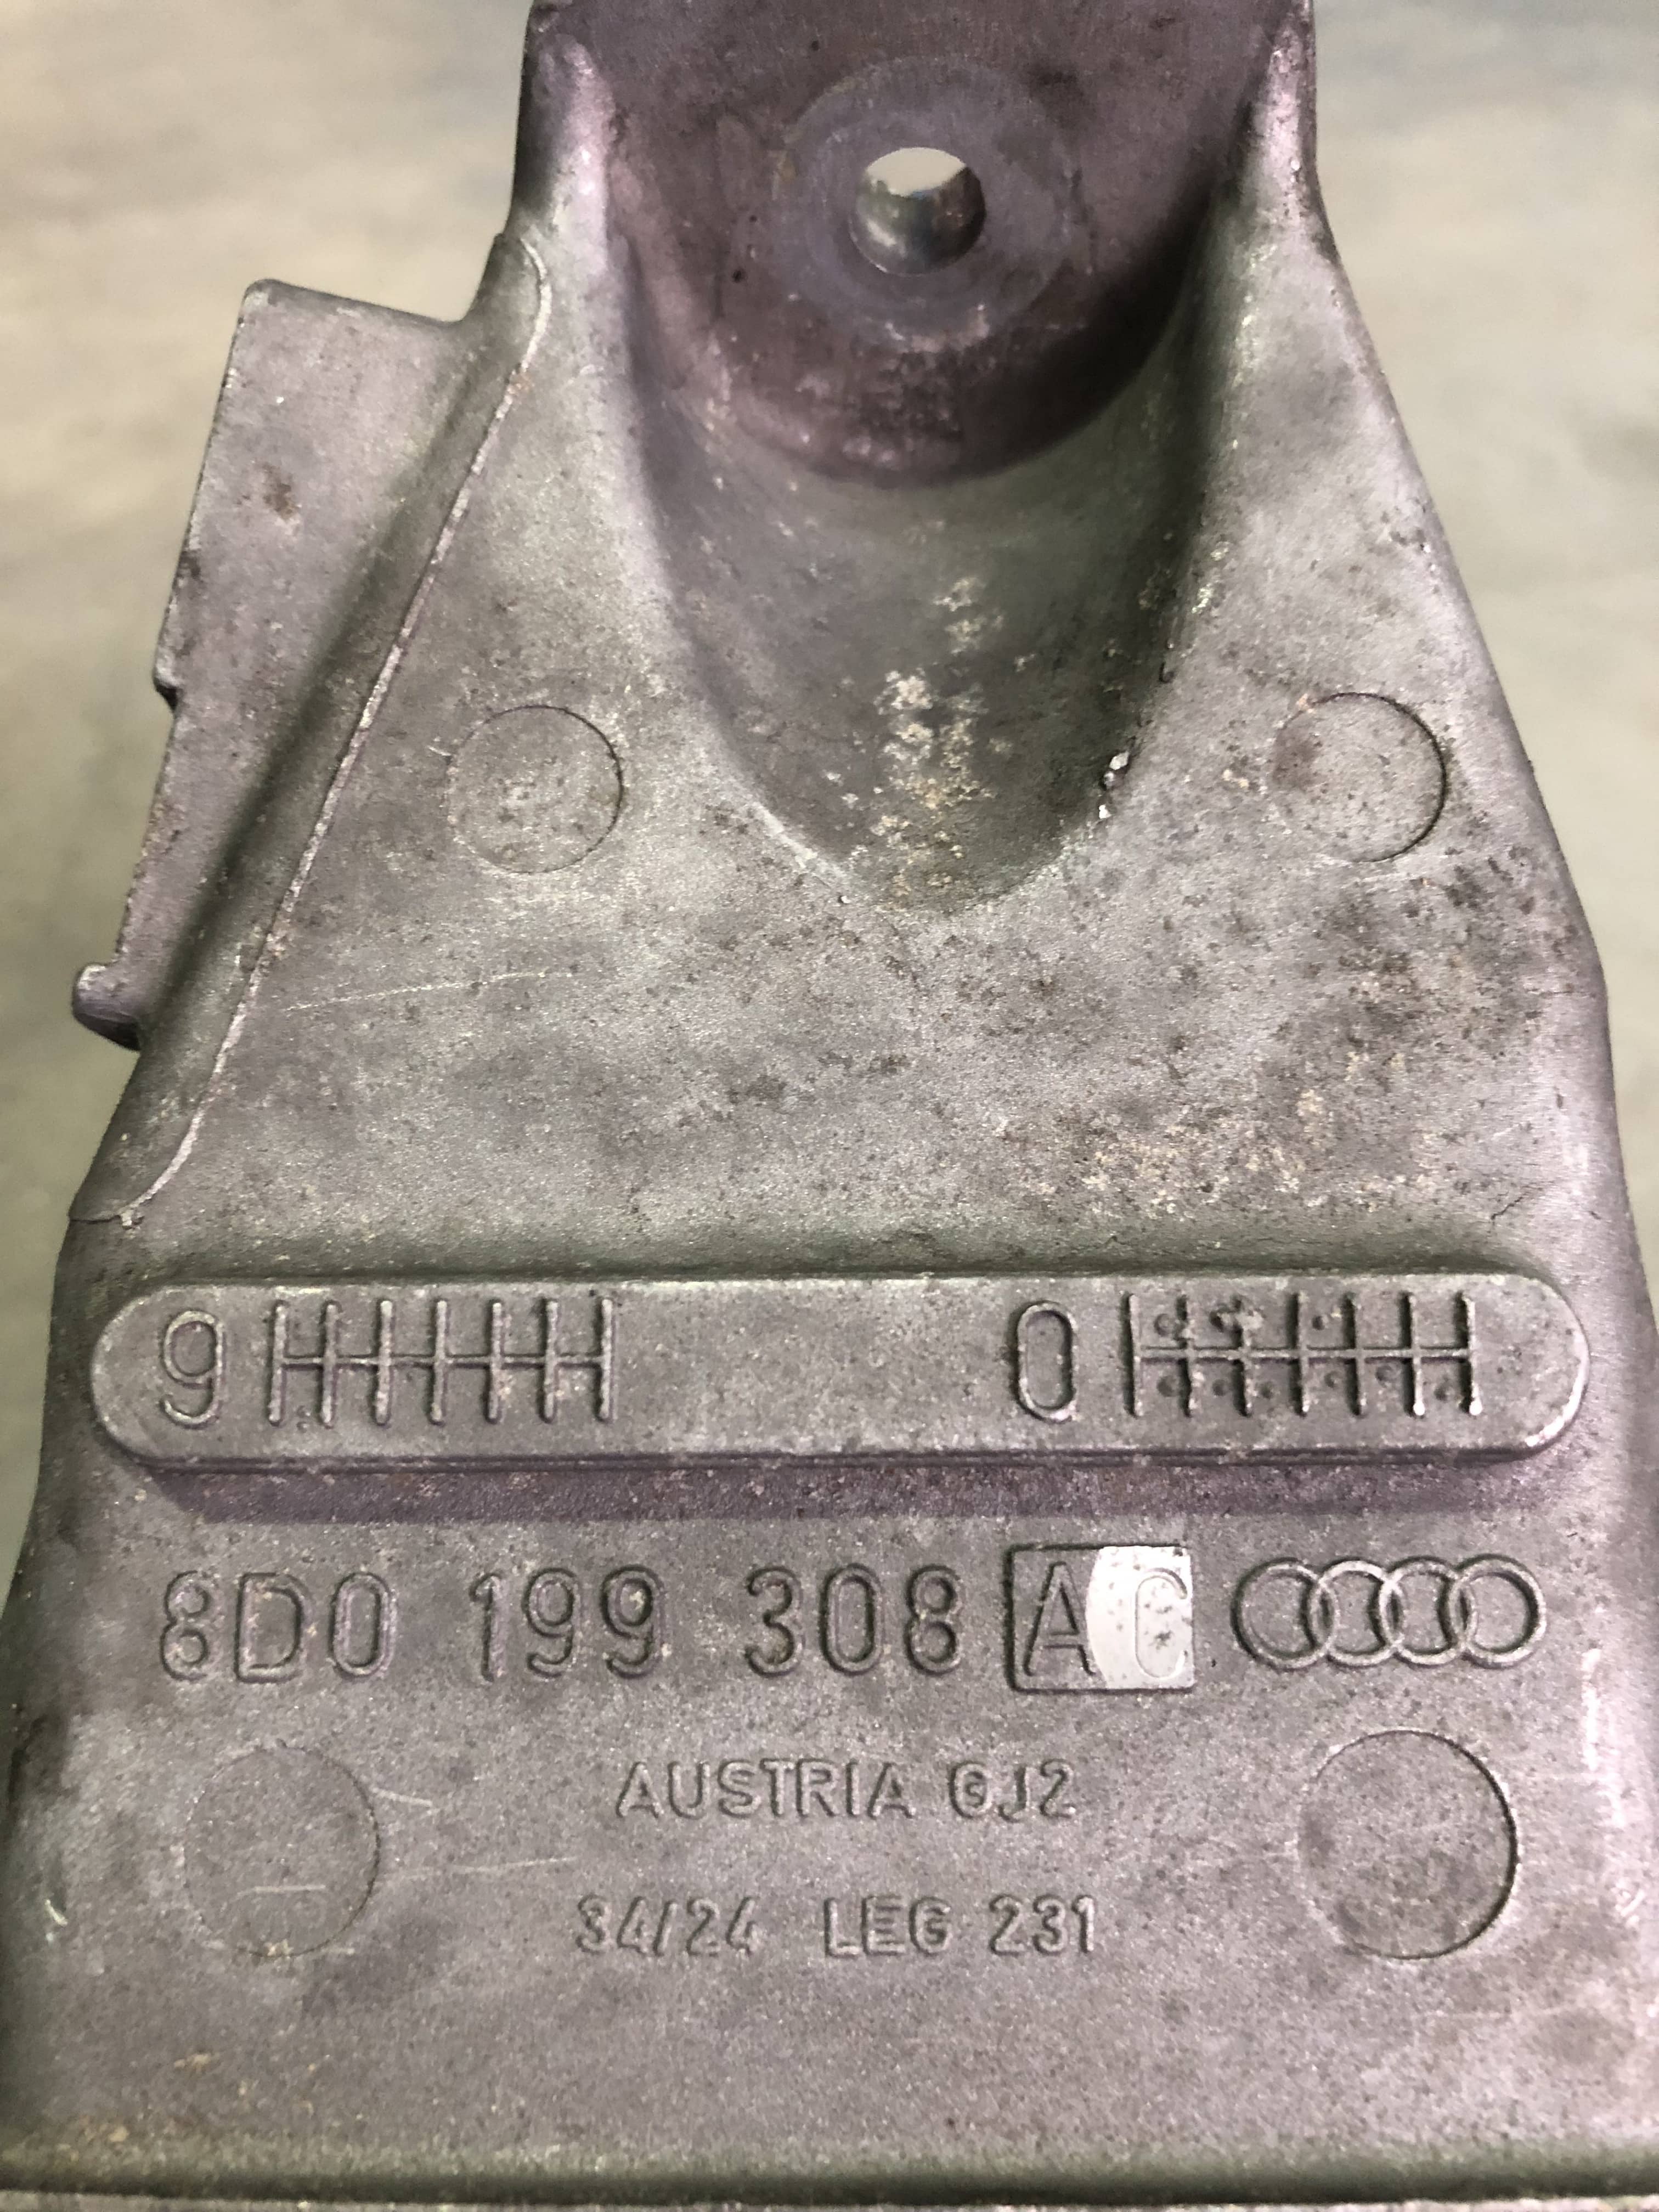 9 0
8D0 199 308 AC
AUSTRIA GJ2
34/24 LEG 231